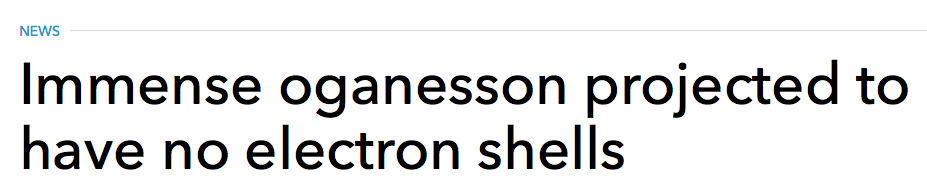 NEWS
Immense oganesson projected to
have no electron shells